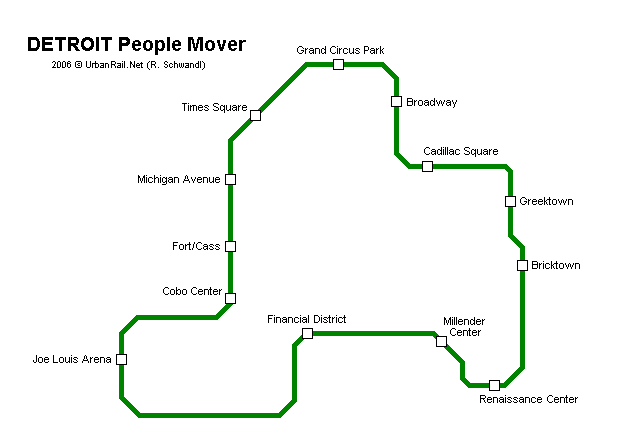 DETROIT People Mover
2006 @ UrbanRail.Net (R. Schwandl)
Grand Circus Park
Times Square
Broadway
Cadillac Square
Michigan Avenue
Greektown
Fort/Cass
Bricktown
Cobo Center
Financial District
Millender
Center
Joe Louis Arena
Renaissance Center